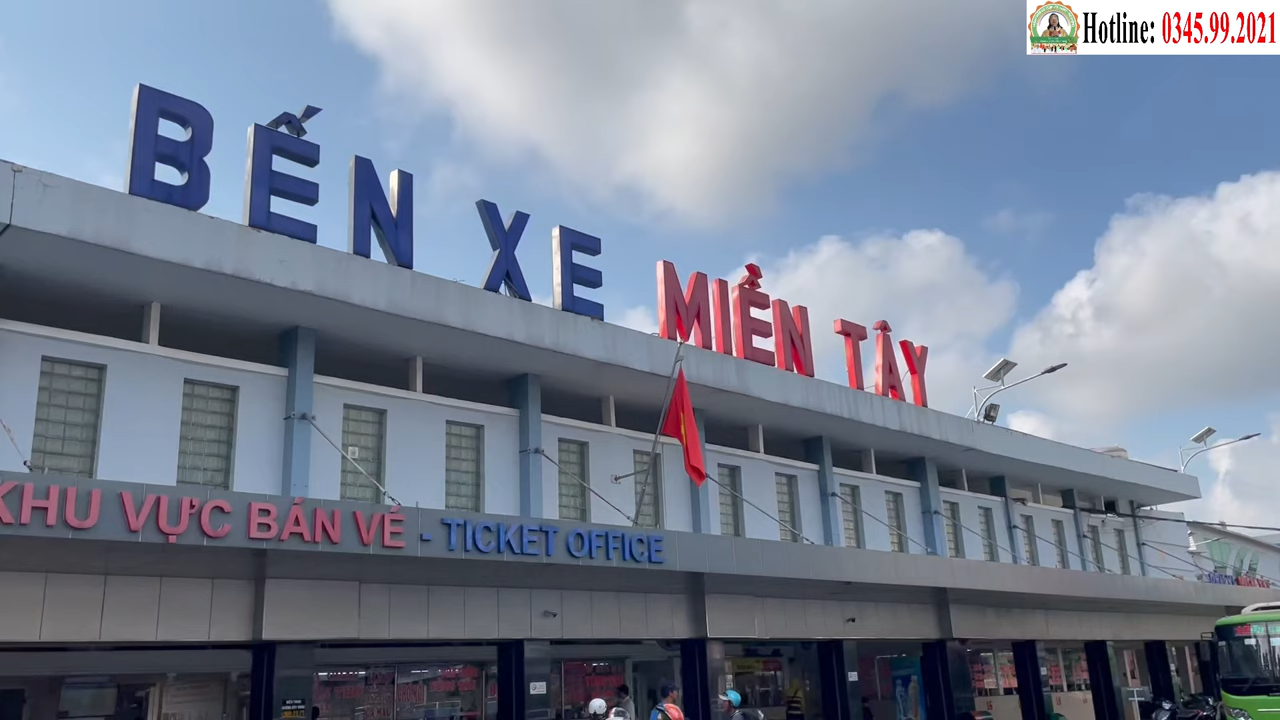 Hotline: 0345.99.2021
BẾN XE MIỀN TÂY
KHU VỰC BÁN VÉ - TICKET OFFICE